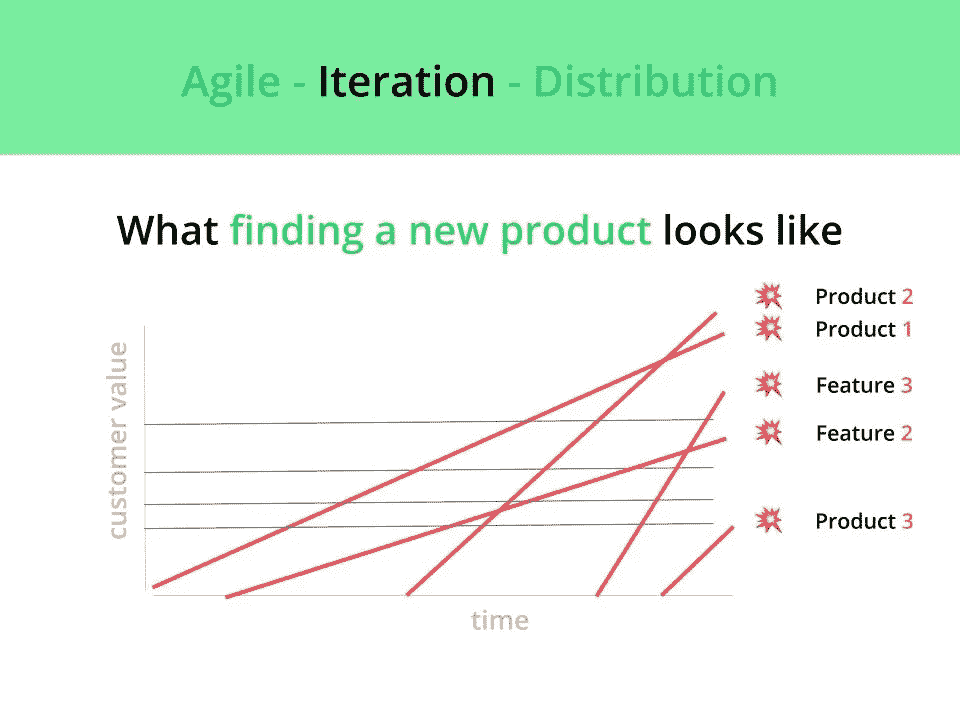 Agile - Iteration - Distribution
What finding a new product looks like
customer value
Product 2
Product 1
Feature 3
Feature 2
Product 3
time